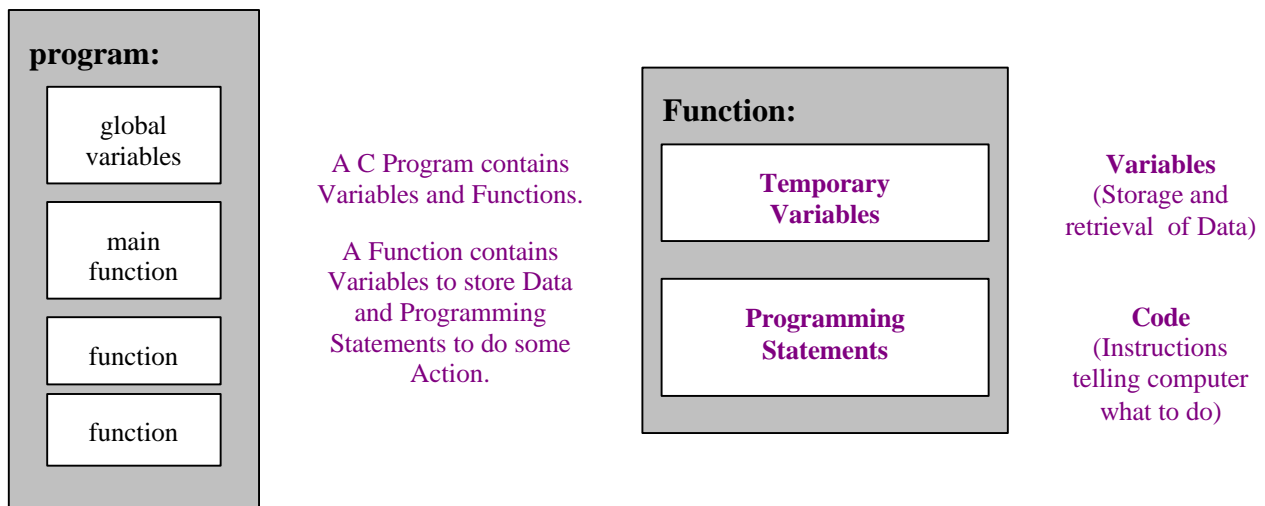 program:
global
variables
main
function
function
function
A C Program contains
Variables and Functions.
A Function contains
Variables to store Data
and Programming
Statements to do some
Action.
Function:
Temporary
Variables
Programming
Statements
Variables
(Storage and
retrieval of Data)
Code
(Instructions
telling computer
what to do)